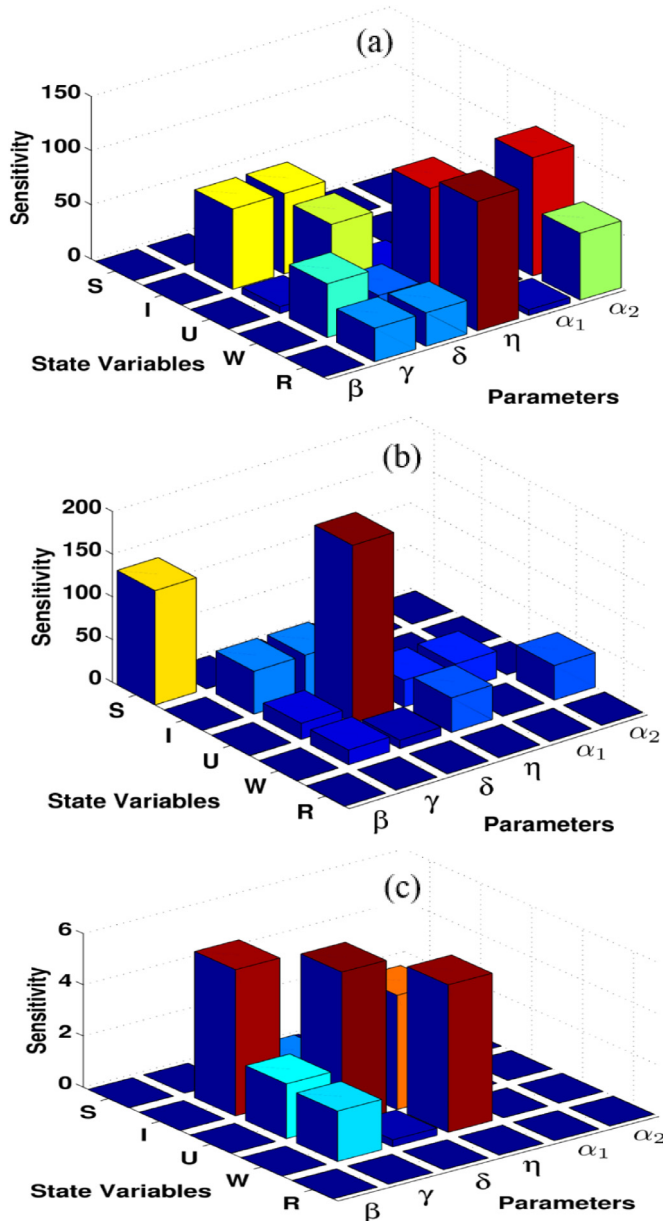 (a)
150
100
50
0
Sensitivity
S
I
U
W
R
State Variables
β
γ
δ
η
α1
α2
Parameters
(b)
200
150
100
50
0
Sensitivity
S
I
U
W
R
State Variables
β
γ
δ
η
α1
α2
Parameters
(c)
6
4
2
0
Sensitivity
S
I
U
W
R
State Variables
β
γ
δ
η
α1
α2
Parameters